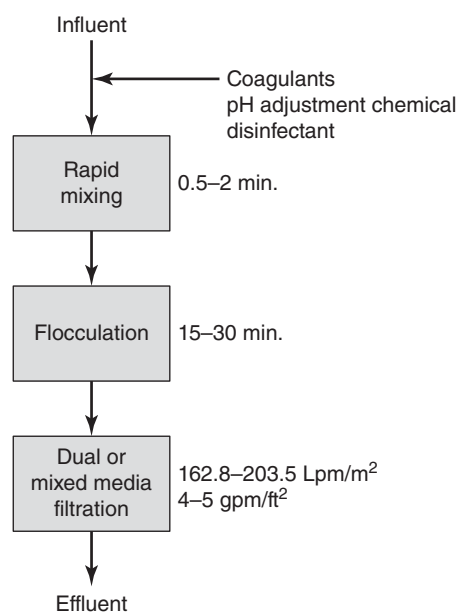 Influent
Coagulants
pH adjustment chemical
disinfectant
Rapid
mixing
0.5–2 min.
Flocculation
15–30 min.
Dual or
mixed media
filtration
162.8–203.5 Lpm/m²
4–5 gpm/ft²
Effluent